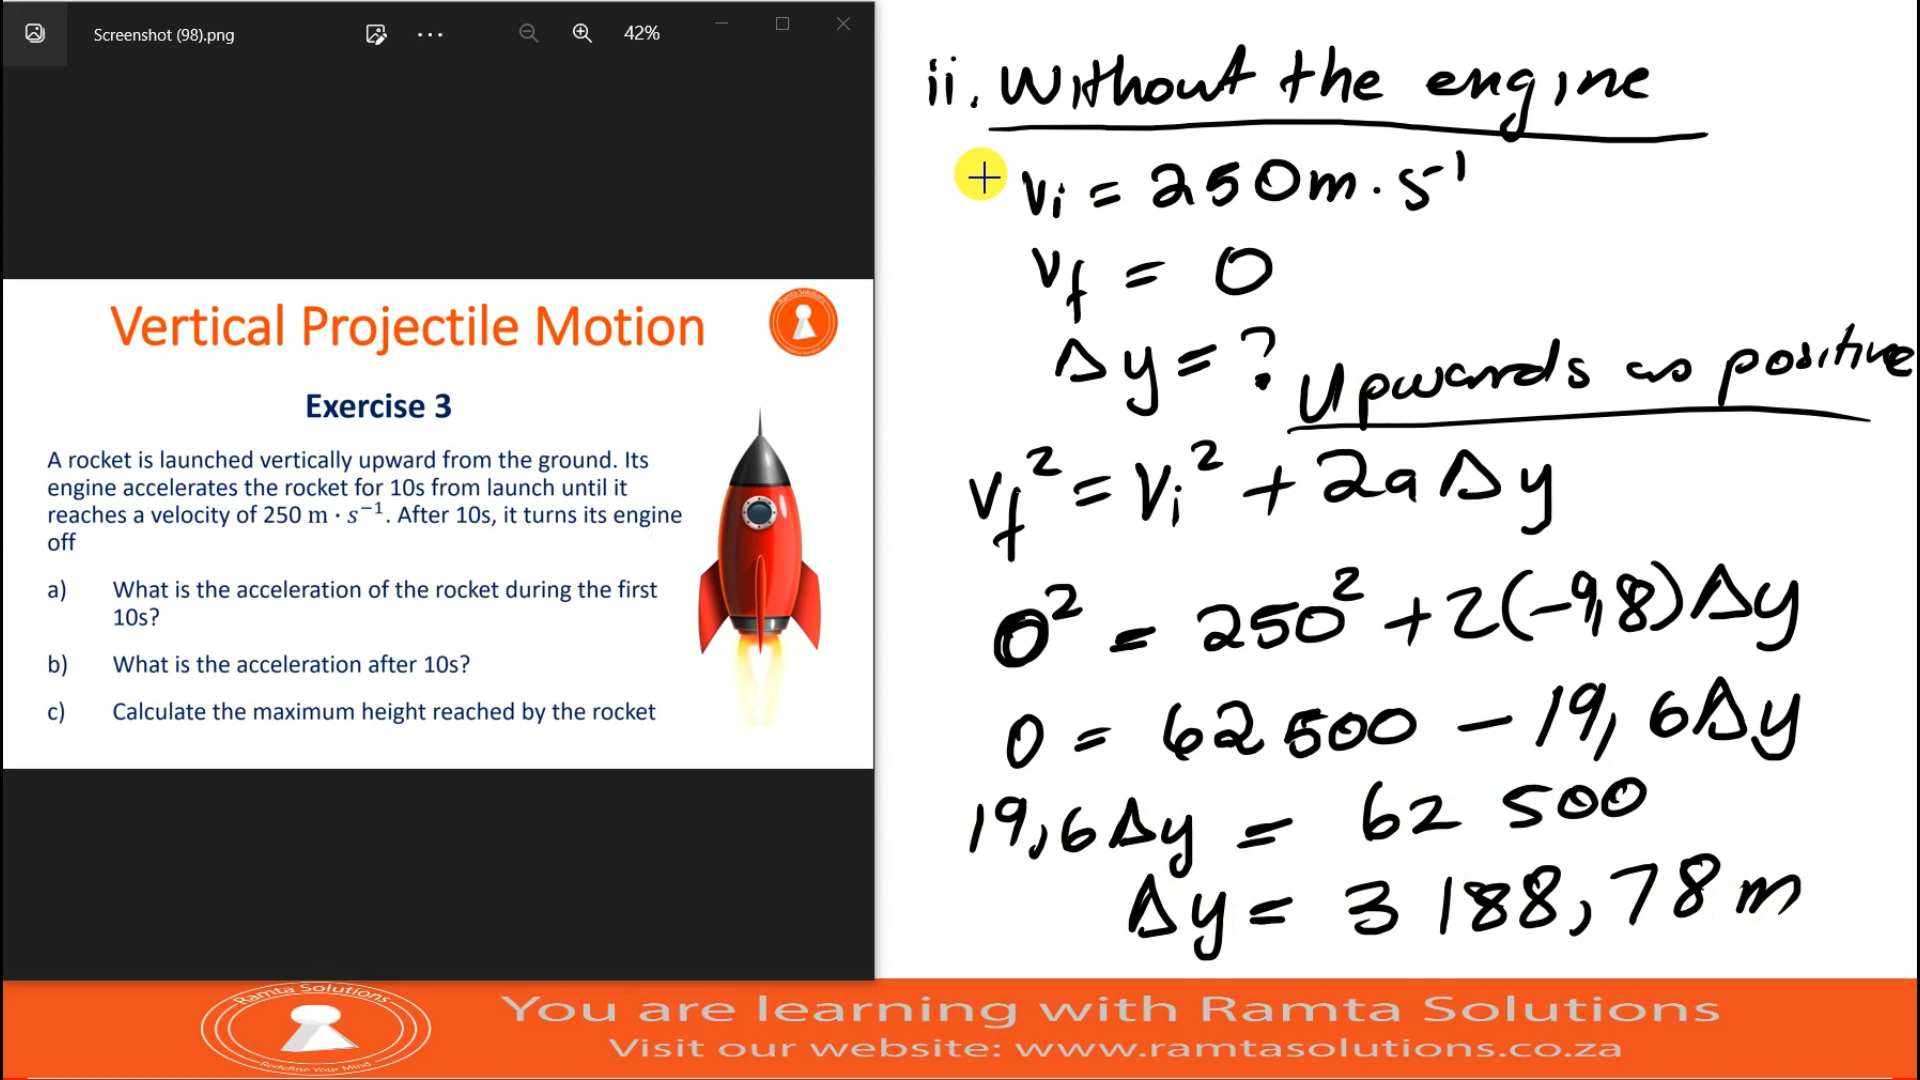 Screenshot (98).png
42%
Vertical Projectile Motion
Ramta Solutions
Exercise 3
A rocket is launched vertically upward from the ground. Its
engine accelerates the rocket for 10s from launch until it
reaches a velocity of 250 m · s⁻¹. After 10s, it turns its engine
off
a) What is the acceleration of the rocket during the first
10s?
b) What is the acceleration after 10s?
c) Calculate the maximum height reached by the rocket
ii. Without the engine
vi = 250m · s⁻¹
vf = 0
Δy = ?
Upwards as positive
vf² = vi² + 2aΔy
0² = 250² + 2(-9,8)Δy
0 = 62 500 - 19,6Δy
19,6Δy = 62 500
Δy = 3 188,78m
Ramta Solutions
Redefine Your Mind
You are learning with Ramta Solutions
Visit our website: www.ramtasolutions.co.za